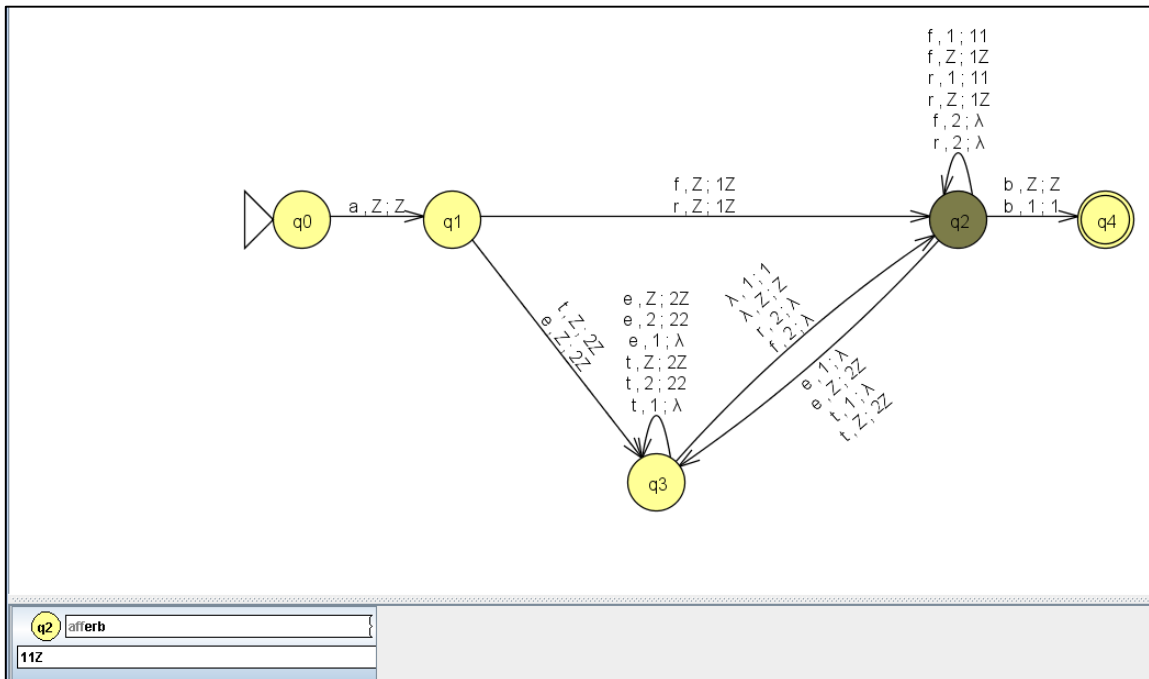 f , 1 ; 11
f , Z ; 1Z
r , 1 ; 11
r , Z ; 1Z
f , 2 ; λ
r , 2 ; λ
q0
a , Z ; Z
q1
f , Z ; 1Z
r , Z ; 1Z
q2
b , Z ; Z
b , 1 ; 1
q4
t , Z ; 2Z
e , Z ; 2Z
e , Z ; 2Z
e , 2 ; 22
e , 1 ; λ
t , Z ; 2Z
t , 2 ; 22
t , 1 ; λ
λ , 1 ; 1
λ , Z ; Z
r , 2 ; λ
f , 2 ; λ
e , 1 ; λ
e , Z ; 2Z
t , 1 ; λ
t , Z ; 2Z
q3
q2 afferb
11Z